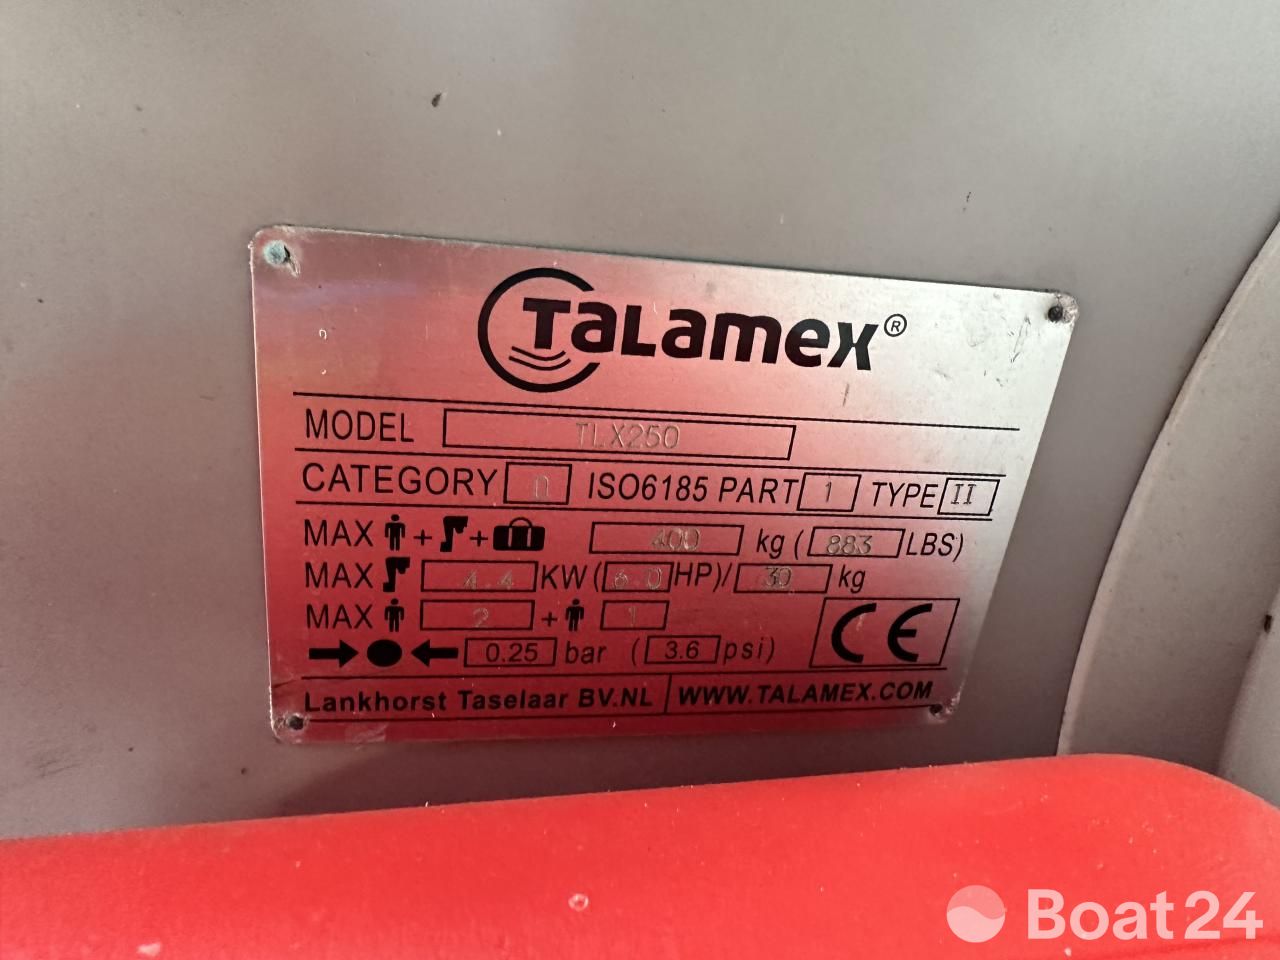 TALAMEX®
MODEL TLX250
CATEGORY D ISO6185 PART 1 TYPE II
MAX + + 400 kg (883 LBS)
MAX 4.4 KW (6.0 HP)/ 30 kg
MAX 2 + 1
0.25 bar (3.6 psi) CE
Lankhorst Taselaar BV.NL WWW.TALAMEX.COM
Boat24